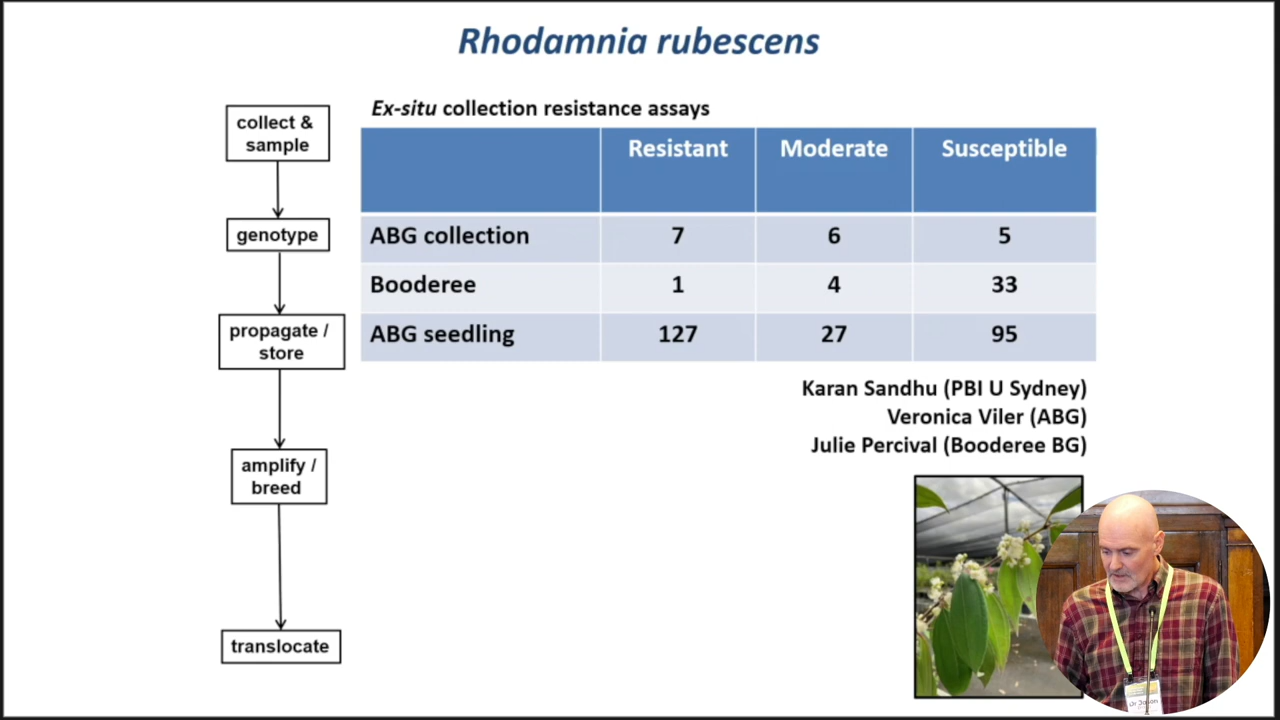 Rhodamnia rubescens
collect &
sample
genotype
propagate /
store
amplify /
breed
translocate
Ex-situ collection resistance assays
Resistant Moderate Susceptible
ABG collection 7 6 5
Booderee 1 4 33
ABG seedling 127 27 95
Karan Sandhu (PBI U Sydney)
Veronica Viler (ABG)
Julie Percival (Booderee BG)
Dr Jason